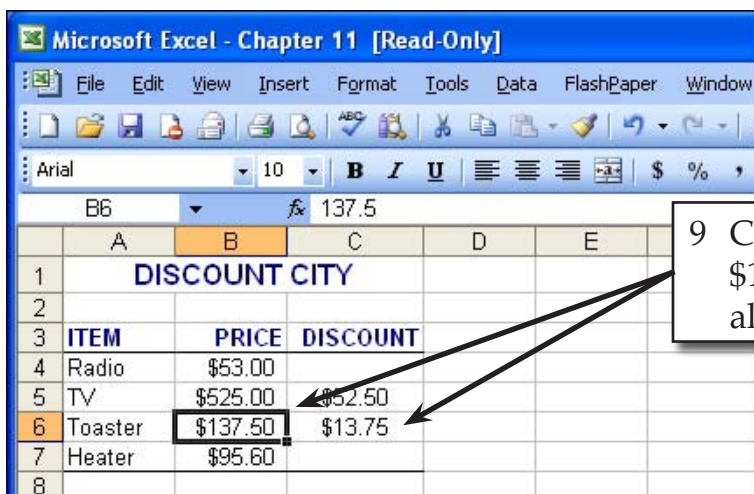 Microsoft Excel - Chapter 11 [Read-Only]
File Edit View Insert Format Tools Data FlashPaper Window
ABC
Arial 10 B I U a $ % ,
B6 fx 137.5
A B C D E
1 DISCOUNT CITY
2
3 ITEM PRICE DISCOUNT
4 Radio $53.00
5 TV $525.00 $52.50
6 Toaster $137.50 $13.75
7 Heater $95.60
8
9